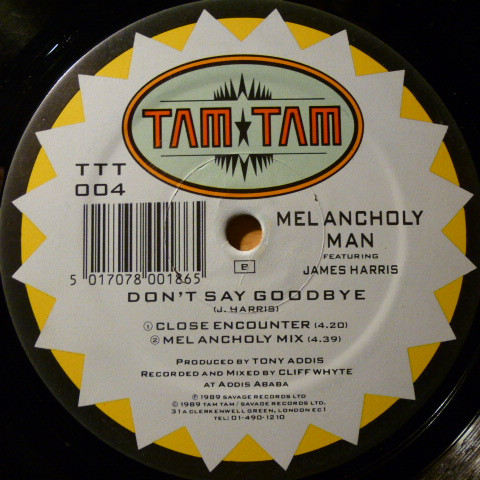 TAM TAM
TTT
004
MELANCHOLY
MAN
FEATURING
JAMES HARRIS
5 017078 001865
B
DON'T SAY GOODBYE
(J. HARRIS)
① CLOSE ENCOUNTER (4.20)
② MELANCHOLY MIX (4.39)
PRODUCED BY TONY ADDIS
RECORDED AND MIXED BY CLIFF WHYTE
AT ADDIS ABABA
℗ 1989 SAVAGE RECORDS LTD
© 1989 TAM TAM/SAVAGE RECORDS LTD.
31A CLERKENWELL GREEN, LONDON EC1
TEL: 01-490-1210